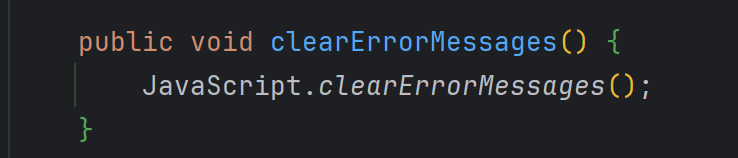 public void clearErrorMessages() {
    JavaScript.clearErrorMessages();
}